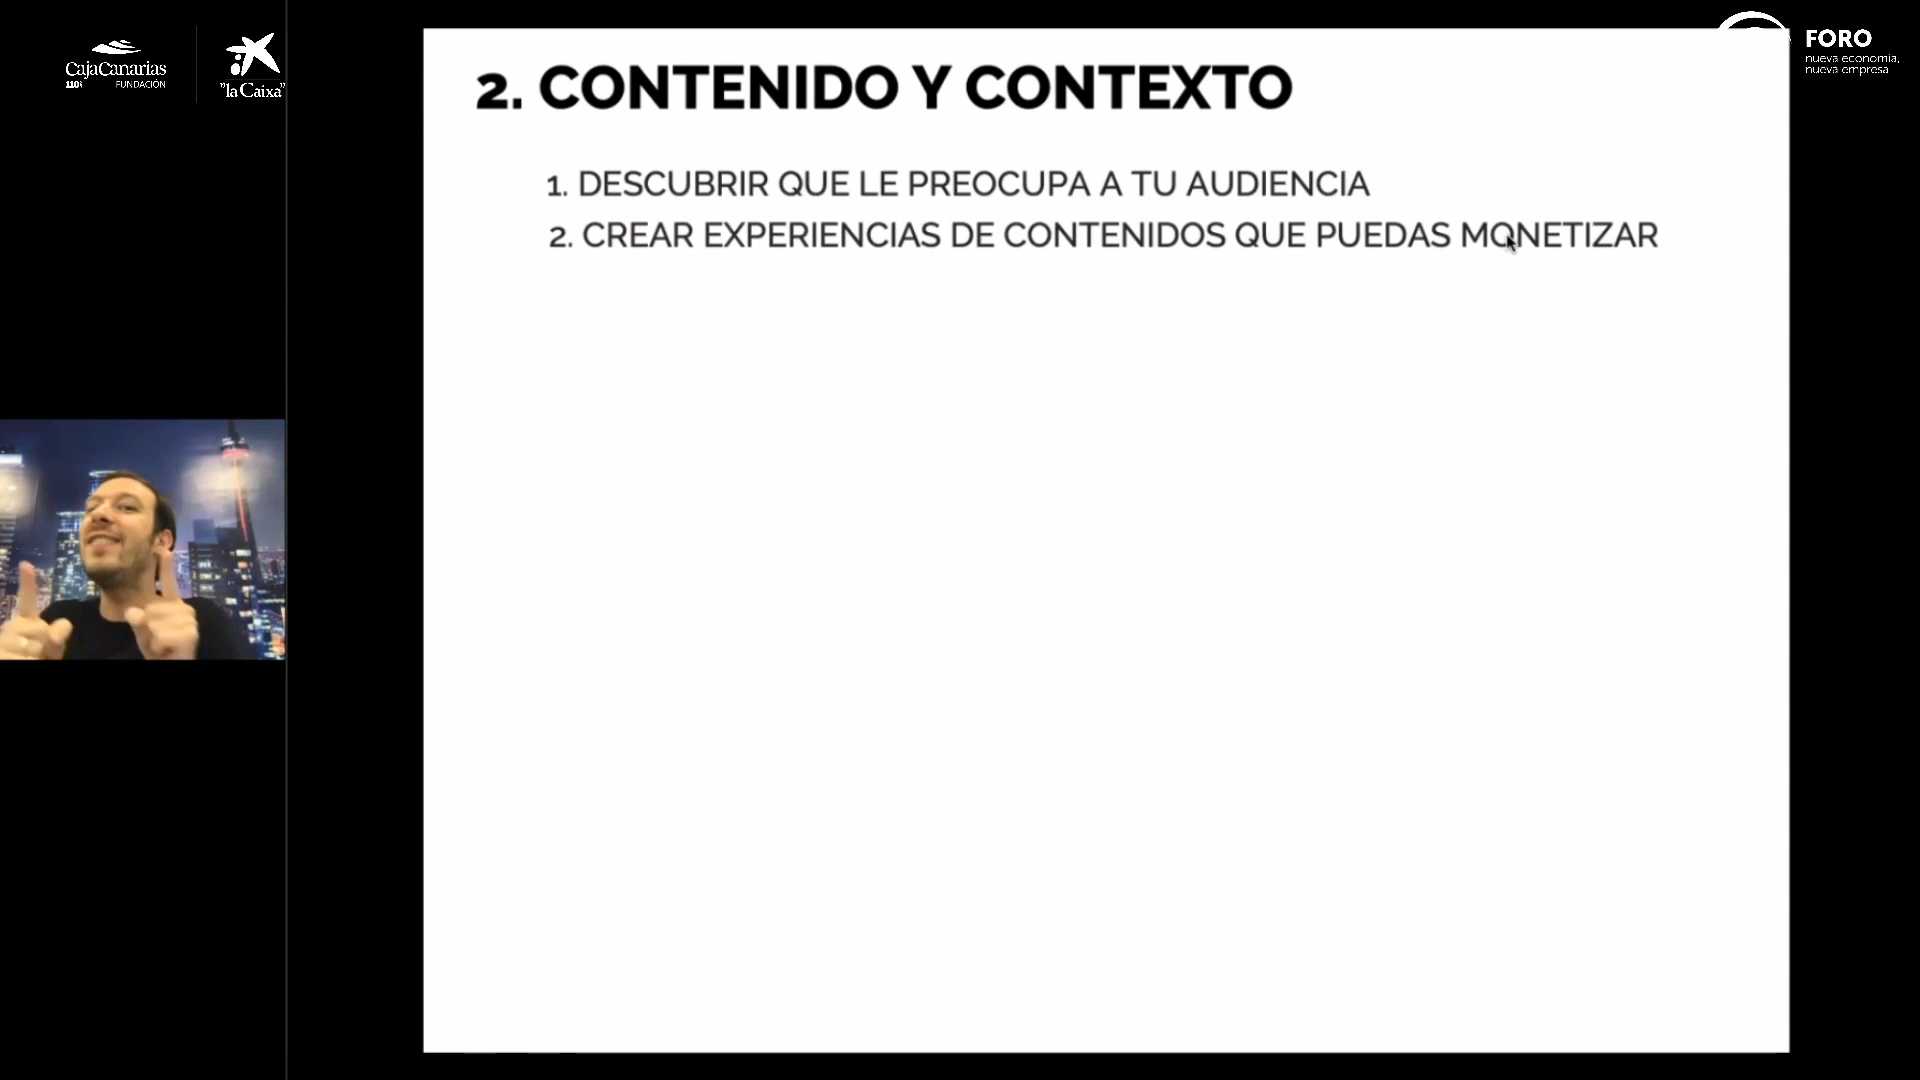 CajaCanarias
FUNDACIÓN
"la Caixa"
FORO
nueva economía,
nueva empresa
2. CONTENIDO Y CONTEXTO
1. DESCUBRIR QUE LE PREOCUPA A TU AUDIENCIA
2. CREAR EXPERIENCIAS DE CONTENIDOS QUE PUEDAS MONETIZAR